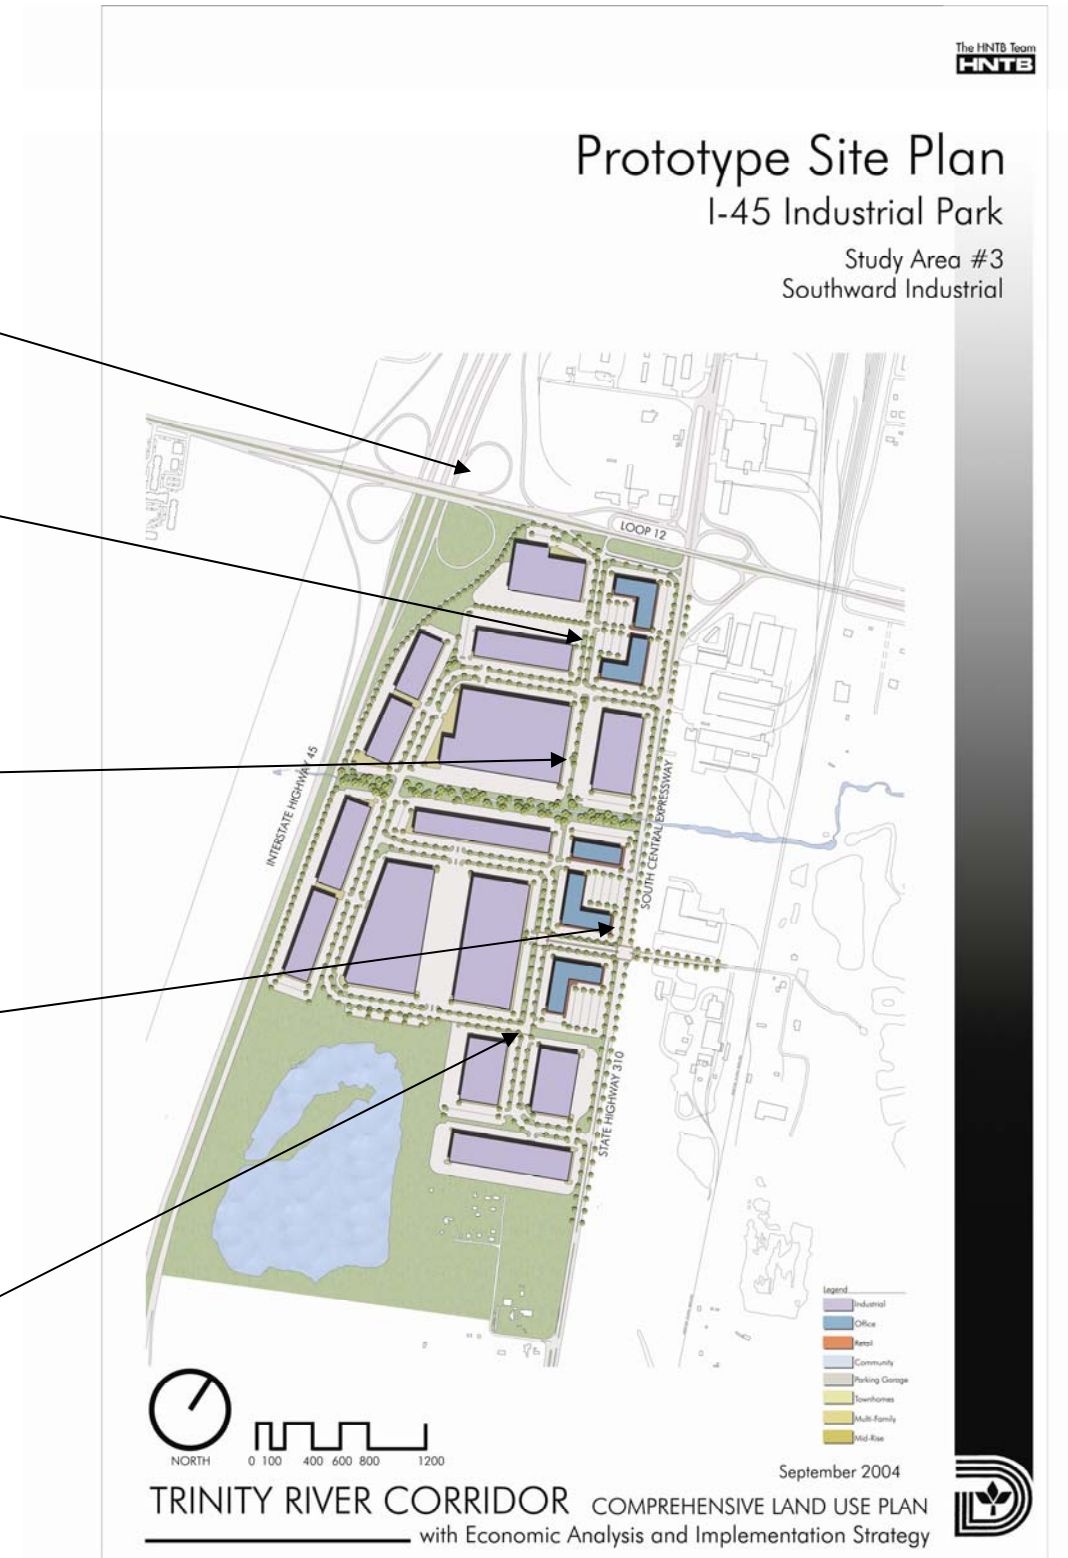 The HNTB Team
HNTB
Prototype Site Plan
I-45 Industrial Park
Study Area #3
Southward Industrial
LOOP 12
INTERSTATE HIGHWAY 45
SOUTH CENTRAL EXPRESSWAY
STATE HIGHWAY 310
Legend
Industrial
Office
Retail
Community
Parking Garage
Townhomes
Multi-Family
Mid-Rise
NORTH
0 100 400 600 800 1200
September 2004
TRINITY RIVER CORRIDOR COMPREHENSIVE LAND USE PLAN
with Economic Analysis and Implementation Strategy